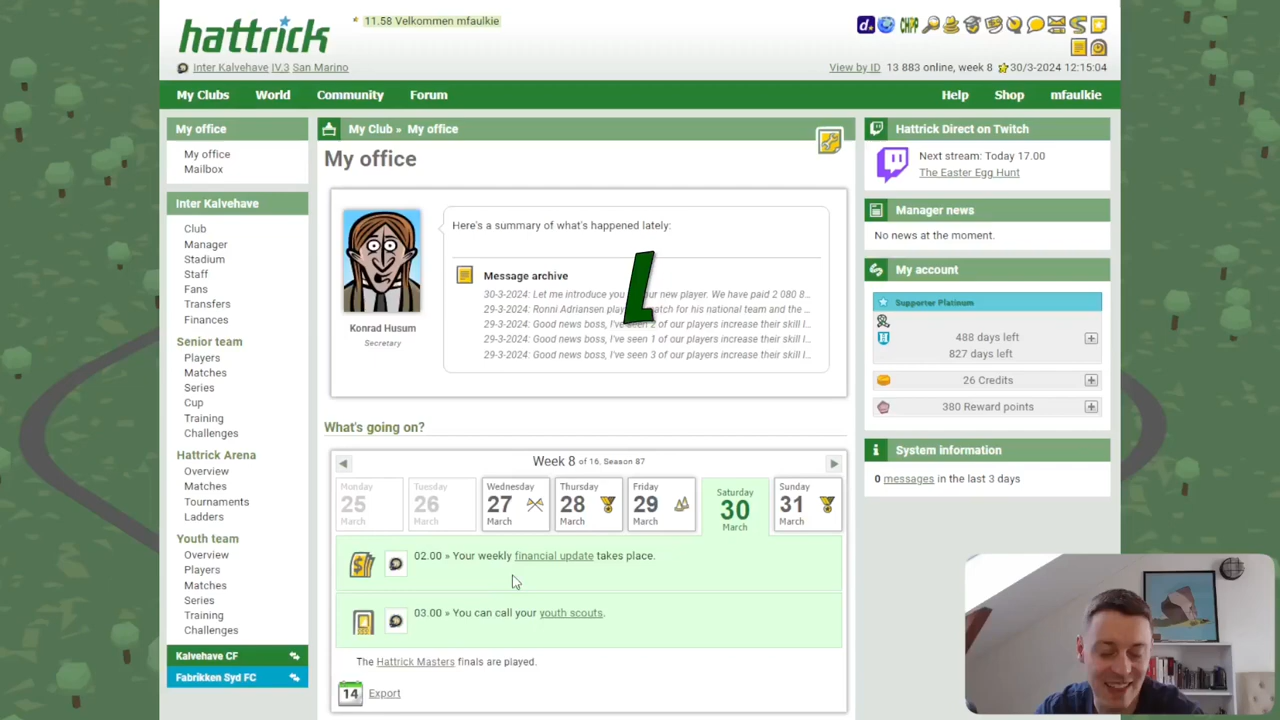 hattrick
11.58 Velkommen mfaulkie
Inter Kalvehave IV.3 San Marino
View by ID 13 883 online, week 8 30/3-2024 12:15:04
My Clubs World Community Forum Help Shop mfaulkie
My office
My office
Mailbox
Inter Kalvehave
Club
Manager
Stadium
Staff
Fans
Transfers
Finances
Senior team
Players
Matches
Series
Cup
Training
Challenges
Hattrick Arena
Overview
Matches
Tournaments
Ladders
Youth team
Overview
Players
Matches
Series
Training
Challenges
Kalvehave CF
Fabrikken Syd FC
My Club » My office
My office
Konrad Husum
Secretary
Here's a summary of what's happened lately:
Message archive
30-3-2024: Let me introduce you new player. We have paid 2 080 8...
29-3-2024: Ronni Adriansen match for his national team and the ...
29-3-2024: Good news boss, I've seen 2 of our players increase their skill l...
29-3-2024: Good news boss, I've seen 1 of our players increase their skill l...
29-3-2024: Good news boss, I've seen 3 of our players increase their skill l...
L
What's going on?
Week 8 of 16, Season 87
Monday
25
March
Tuesday
26
March
Wednesday
27
March
Thursday
28
March
Friday
29
March
Saturday
30
March
Sunday
31
March
02.00 » Your weekly financial update takes place.
03.00 » You can call your youth scouts.
The Hattrick Masters finals are played.
14 Export
Hattrick Direct on Twitch
Next stream: Today 17.00
The Easter Egg Hunt
Manager news
No news at the moment.
My account
Supporter Platinum
488 days left
827 days left
26 Credits
380 Reward points
System information
0 messages in the last 3 days
d
CHPP